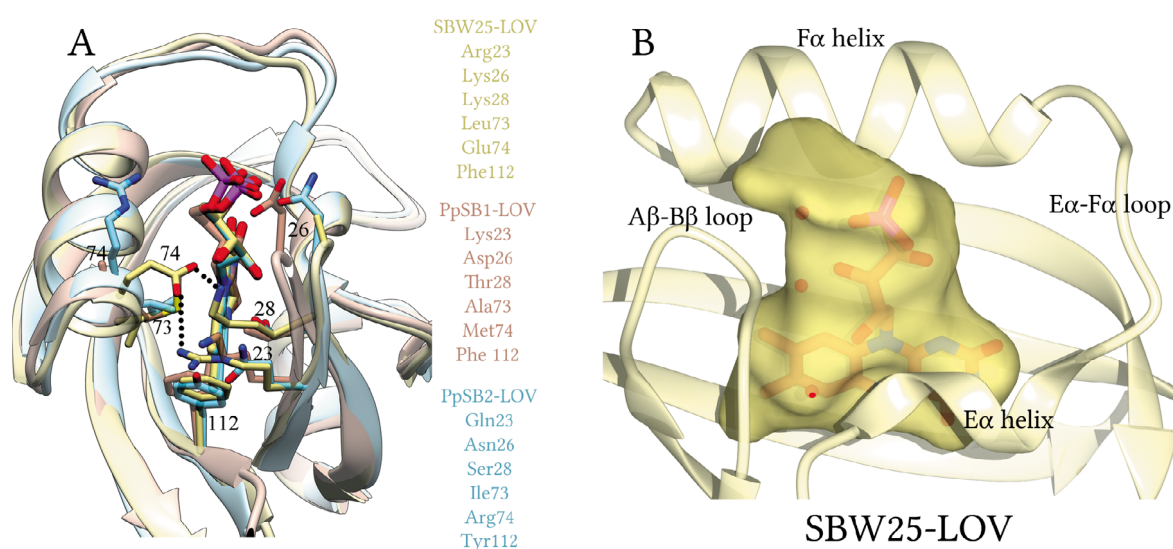 A
74
74
26
73
28
23
112
SBW25-LOV
Arg23
Lys26
Lys28
Leu73
Glu74
Phe112
PpSB1-LOV
Lys23
Asp26
Thr28
Ala73
Met74
Phe 112
PpSB2-LOV
Gln23
Asn26
Ser28
Ile73
Arg74
Tyr112
B
Fα helix
Aβ-Bβ loop
Eα-Fα loop
Eα helix
SBW25-LOV